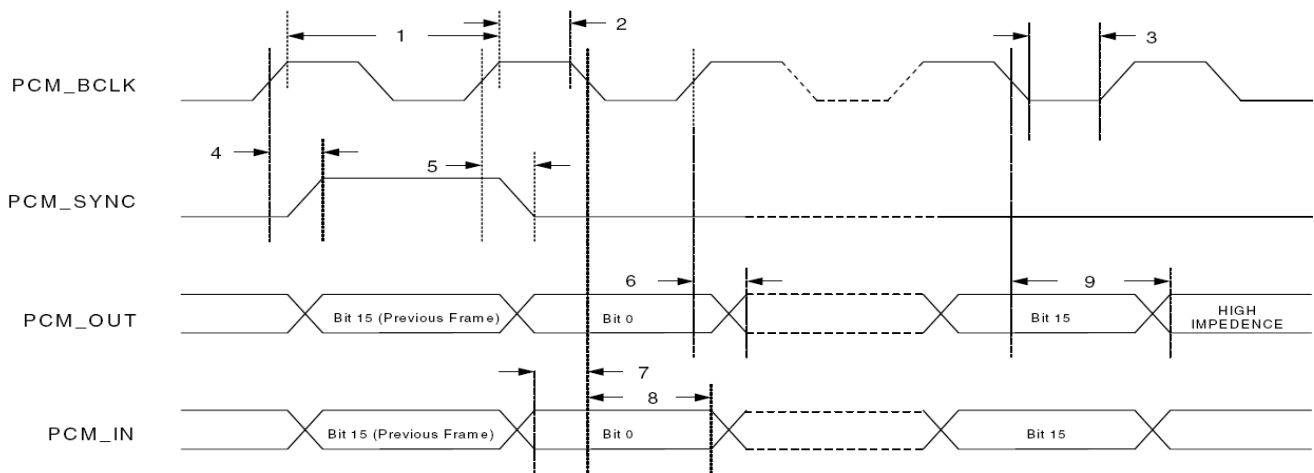 1
2
3
PCM_BCLK
4
5
PCM_SYNC
6
9
PCM_OUT
Bit 15 (Previous Frame)
Bit 0
Bit 15
HIGH
IMPEDENCE
7
8
PCM_IN
Bit 15 (Previous Frame)
Bit 0
Bit 15